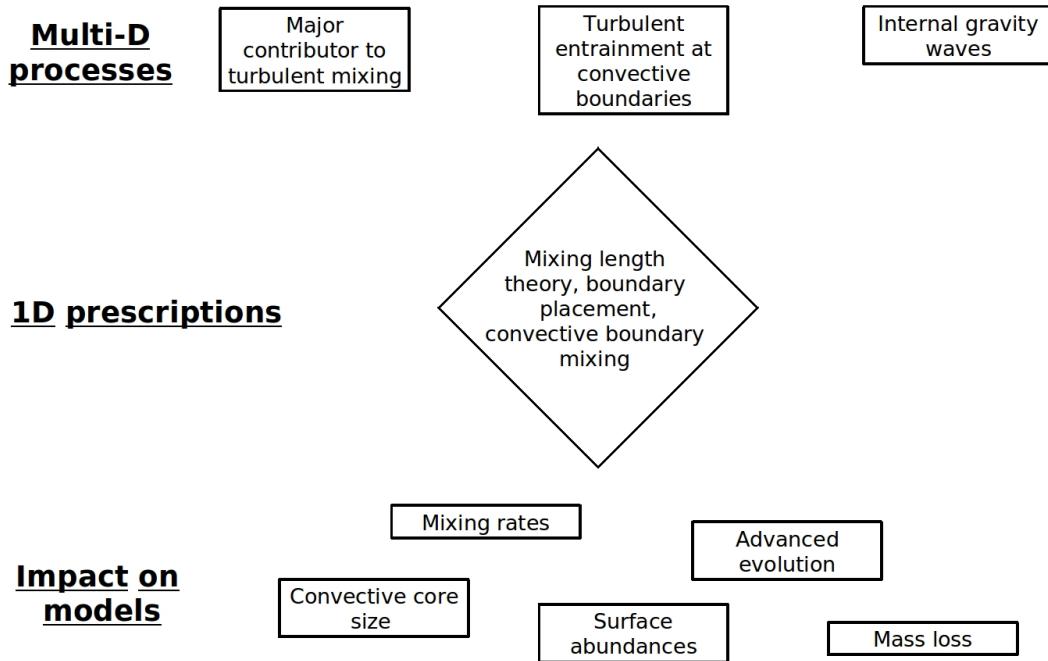 Multi-D
processes
Major
contributor to
turbulent mixing
Turbulent
entrainment at
convective
boundaries
Internal gravity
waves
1D prescriptions
Mixing length
theory, boundary
placement,
convective boundary
mixing
Impact on
models
Mixing rates
Advanced
evolution
Convective core
size
Surface
abundances
Mass loss